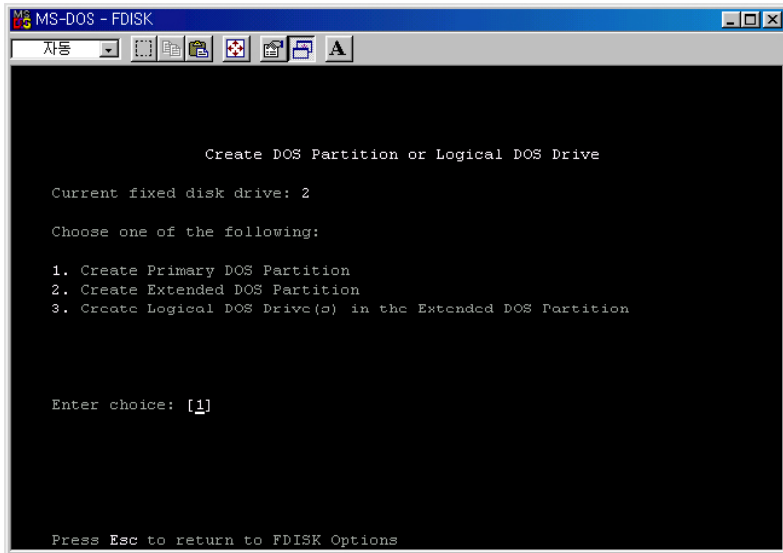 MS-DOS - FDISK
자동
A
Create DOS Partition or Logical DOS Drive
Current fixed disk drive: 2
Choose one of the following:
1. Create Primary DOS Partition
2. Create Extended DOS Partition
3. Create Logical DOS Drive(s) in the Extended DOS Partition
Enter choice: [1]
Press Esc to return to FDISK Options